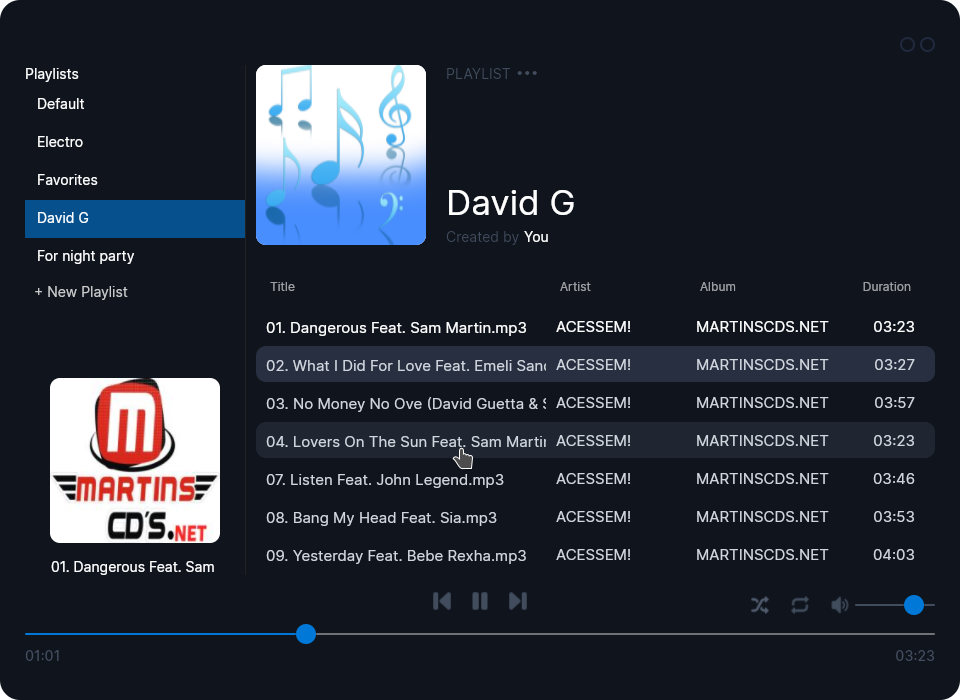 Playlists
Default
Electro
Favorites
David G
For night party
+ New Playlist
PLAYLIST •••
David G
Created by You
Title Artist Album Duration
01. Dangerous Feat. Sam Martin.mp3 ACESSEM! MARTINSCDS.NET 03:23
02. What I Did For Love Feat. Emeli Sand ACESSEM! MARTINSCDS.NET 03:27
03. No Money No Ove (David Guetta & S ACESSEM! MARTINSCDS.NET 03:57
04. Lovers On The Sun Feat. Sam Martin ACESSEM! MARTINSCDS.NET 03:23
07. Listen Feat. John Legend.mp3 ACESSEM! MARTINSCDS.NET 03:46
08. Bang My Head Feat. Sia.mp3 ACESSEM! MARTINSCDS.NET 03:53
09. Yesterday Feat. Bebe Rexha.mp3 ACESSEM! MARTINSCDS.NET 04:03
M
MARTINS
CD'S.NET
01. Dangerous Feat. Sam
01:01 03:23